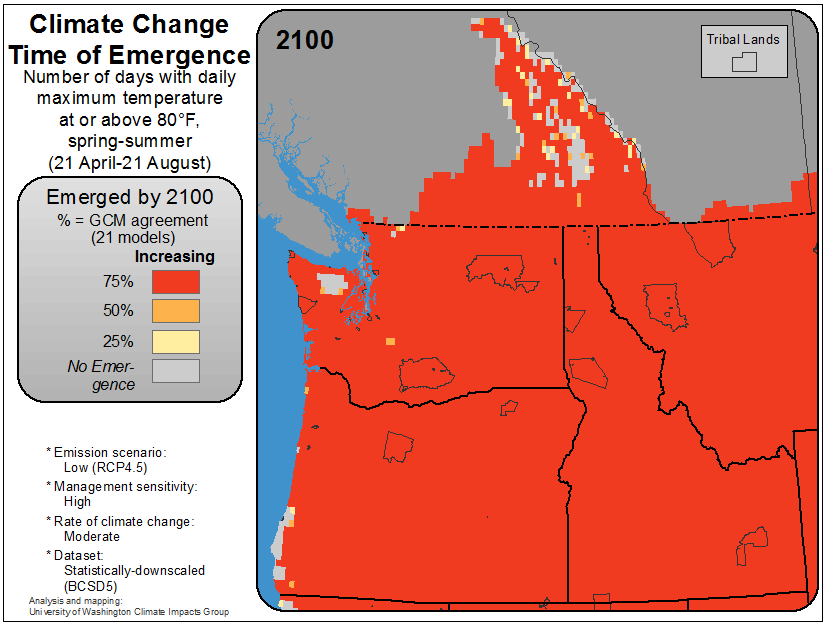 Climate Change
Time of Emergence
Number of days with daily
maximum temperature
at or above 80°F,
spring-summer
(21 April-21 August)
Emerged by 2100
% = GCM agreement
(21 models)
Increasing
75%
50%
25%
No Emer-
gence
* Emission scenario:
Low (RCP4.5)
* Management sensitivity:
High
* Rate of climate change:
Moderate
* Dataset:
Statistically-downscaled
(BCSD5)
Analysis and mapping:
University of Washington Climate Impacts Group
2100
Tribal Lands